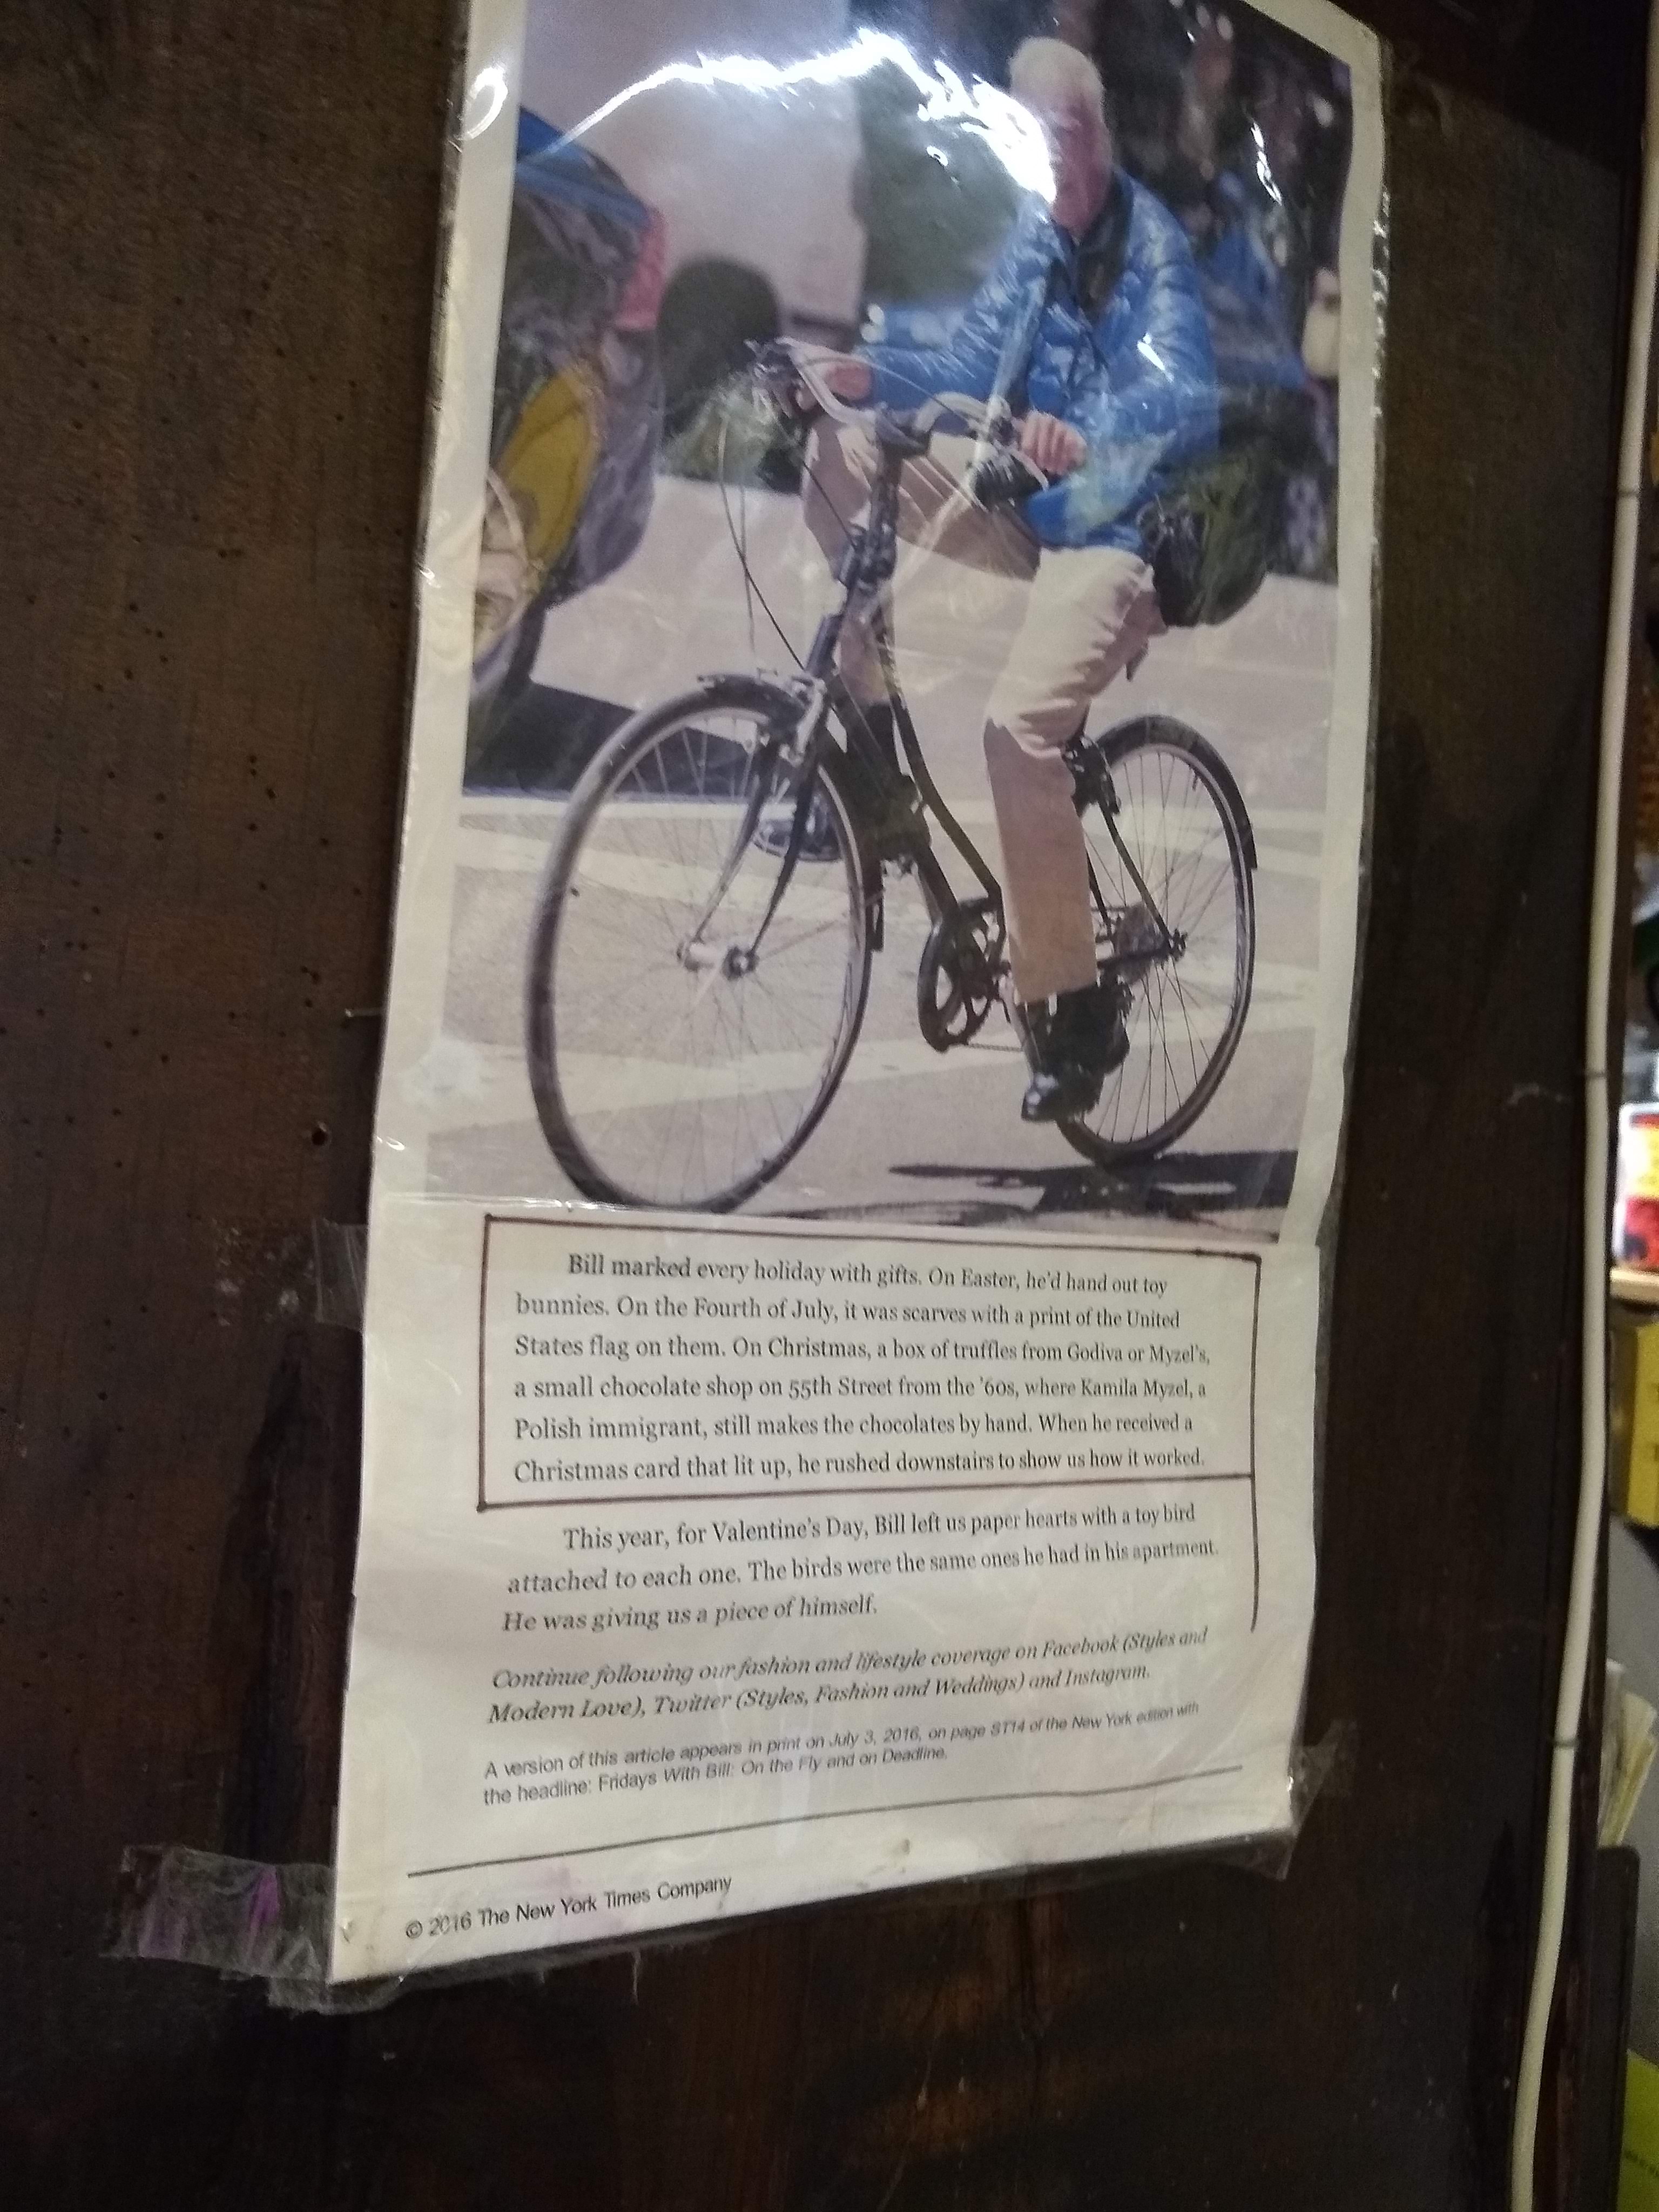 Bill marked every holiday with gifts. On Easter, he'd hand out toy
bunnies. On the Fourth of July, it was scarves with a print of the United
States flag on them. On Christmas, a box of truffles from Godiva or Myzel's,
a small chocolate shop on 55th Street from the '60s, where Kamila Myzel, a
Polish immigrant, still makes the chocolates by hand. When he received a
Christmas card that lit up, he rushed downstairs to show us how it worked.
This year, for Valentine's Day, Bill left us paper hearts with a toy bird
attached to each one. The birds were the same ones he had in his apartment.
He was giving us a piece of himself.
Continue following our fashion and lifestyle coverage on Facebook (Styles and
Modern Love), Twitter (Styles, Fashion and Weddings) and Instagram.
A version of this article appears in print on July 3, 2016, on page ST14 of the New York edition with
the headline: Fridays With Bill: On the Fly and on Deadline.
© 2016 The New York Times Company